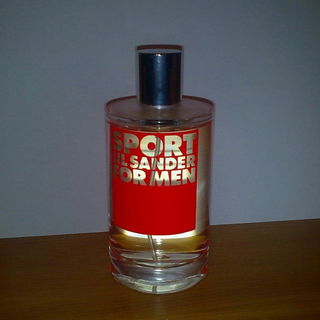 SPORT
JIL SANDER
FOR MEN